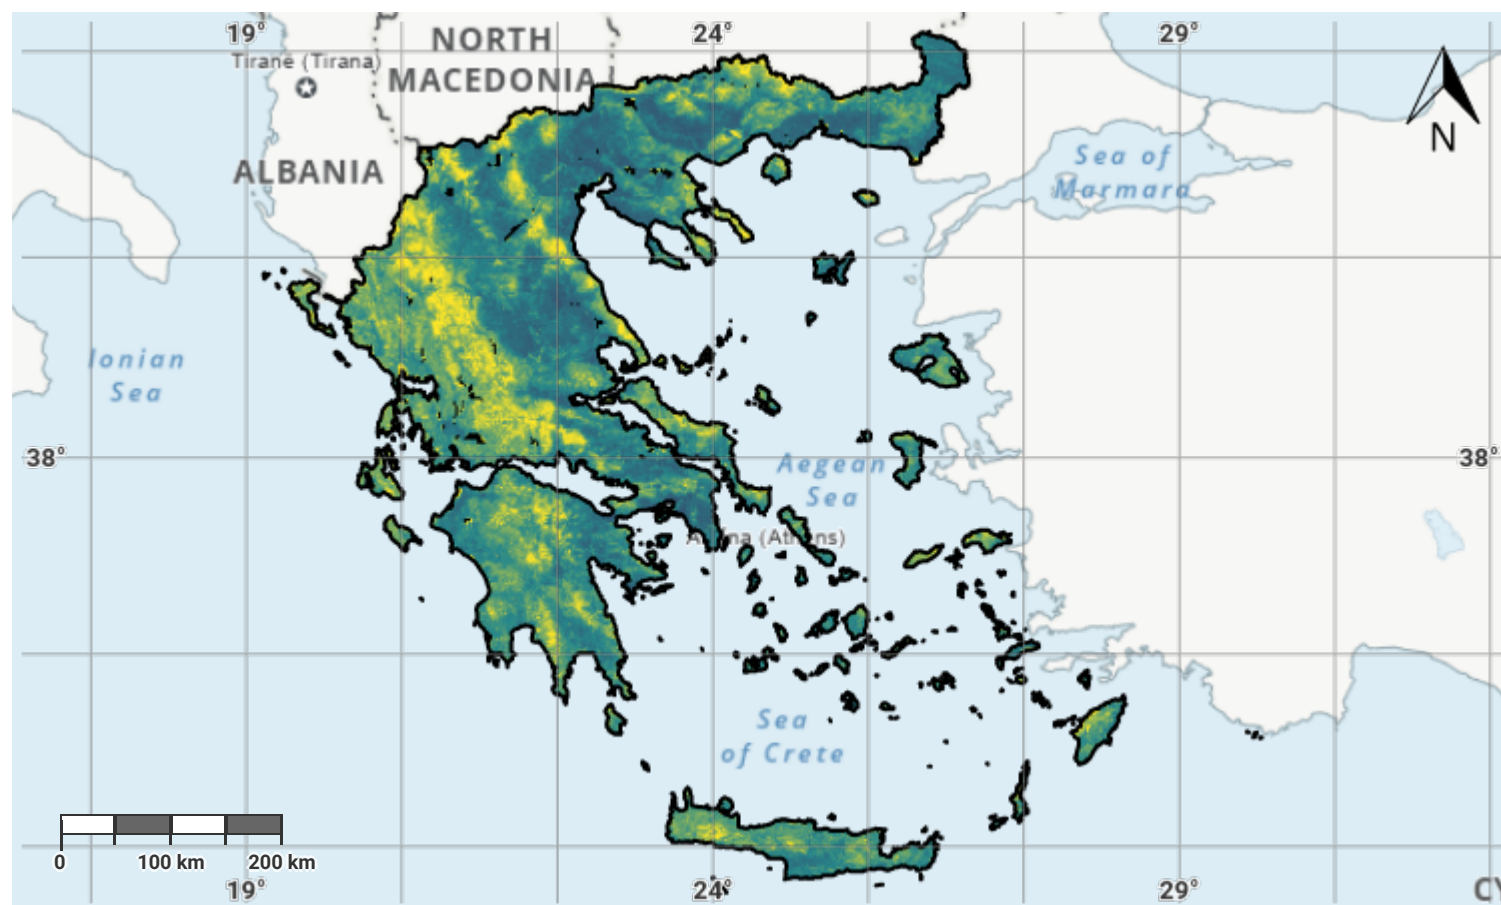 19°
24°
29°
NORTH
MACEDONIA
Tiranë (Tirana)
N
ALBANIA
Sea of
Marmara
Ionian
Sea
38°
38°
Aegean
Sea
(Athens)
Sea
of Crete
0
100 km
200 km
19°
24°
29°